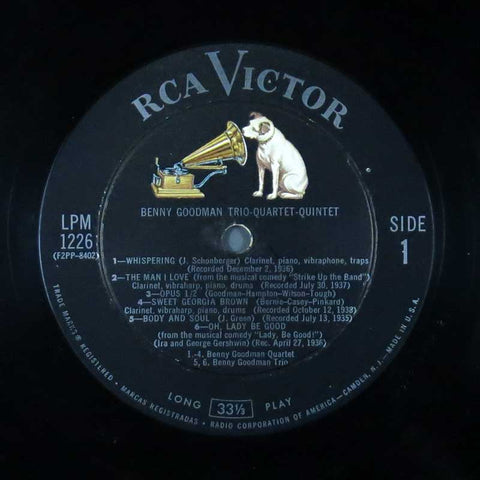 RCA VICTOR
BENNY GOODMAN TRIO-QUARTET-QUINTET
LPM
1226
(F2PP-8402)
SIDE
1
1—WHISPERING (J. Schonberger) Clarinet, piano, vibraphone, traps
(Recorded December 2, 1936)
2—THE MAN I LOVE (from the musical comedy "Strike Up the Band")
Clarinet, vibraharp, piano, drums (Recorded July 30, 1937)
3—OPUS 1/2 (Goodman-Hampton-Wilson-Tough)
4—SWEET GEORGIA BROWN (Bernie-Casey-Pinkard)
Clarinet, vibraharp, piano, drums (Recorded October 12, 1938)
5—BODY AND SOUL (J. Green) (Recorded July 13, 1935)
6—OH, LADY BE GOOD
(from the musical comedy "Lady, Be Good!")
(Ira and George Gershwin) (Rec. April 27, 1936)
1.-4. Benny Goodman Quartet
5, 6. Benny Goodman Trio
LONG 33⅓ PLAY
TRADE MARKS ® REGISTERED • MARCAS REGISTRADAS • RADIO CORPORATION OF AMERICA—CAMDEN, N.J.—MADE IN U.S.A.